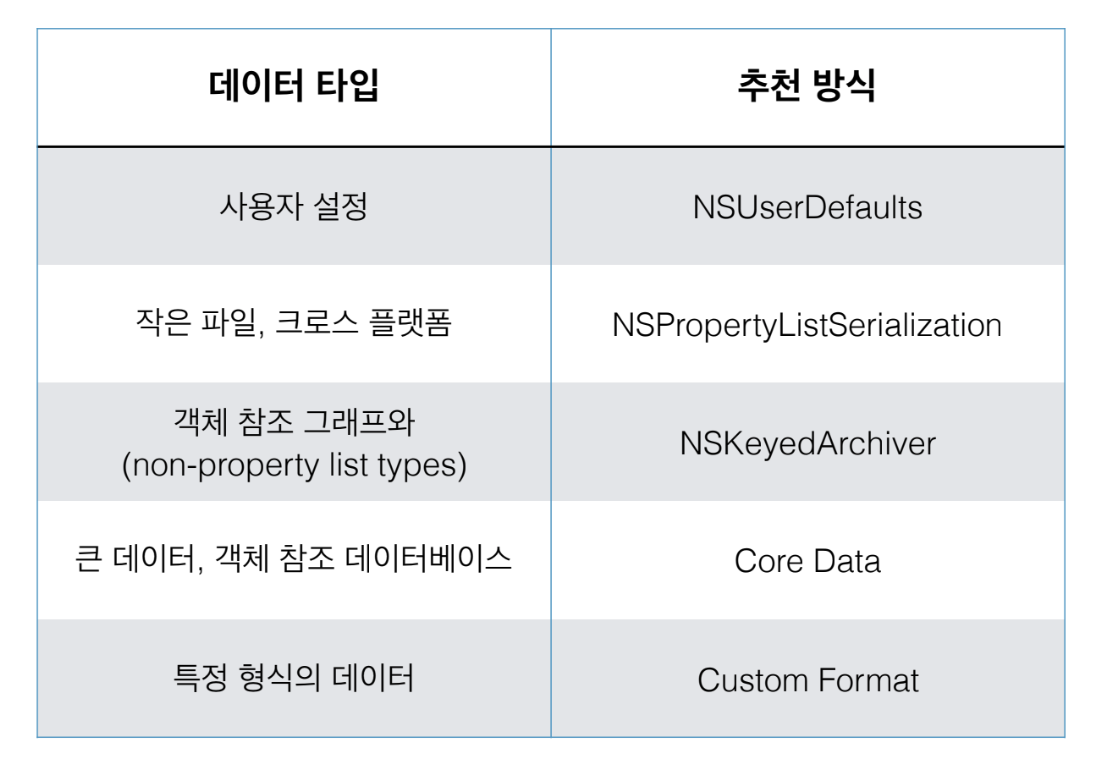 데이터 타입
추천 방식
사용자 설정
NSUserDefaults
작은 파일, 크로스 플랫폼
NSPropertyListSerialization
객체 참조 그래프와
(non-property list types)
NSKeyedArchiver
큰 데이터, 객체 참조 데이터베이스
Core Data
특정 형식의 데이터
Custom Format